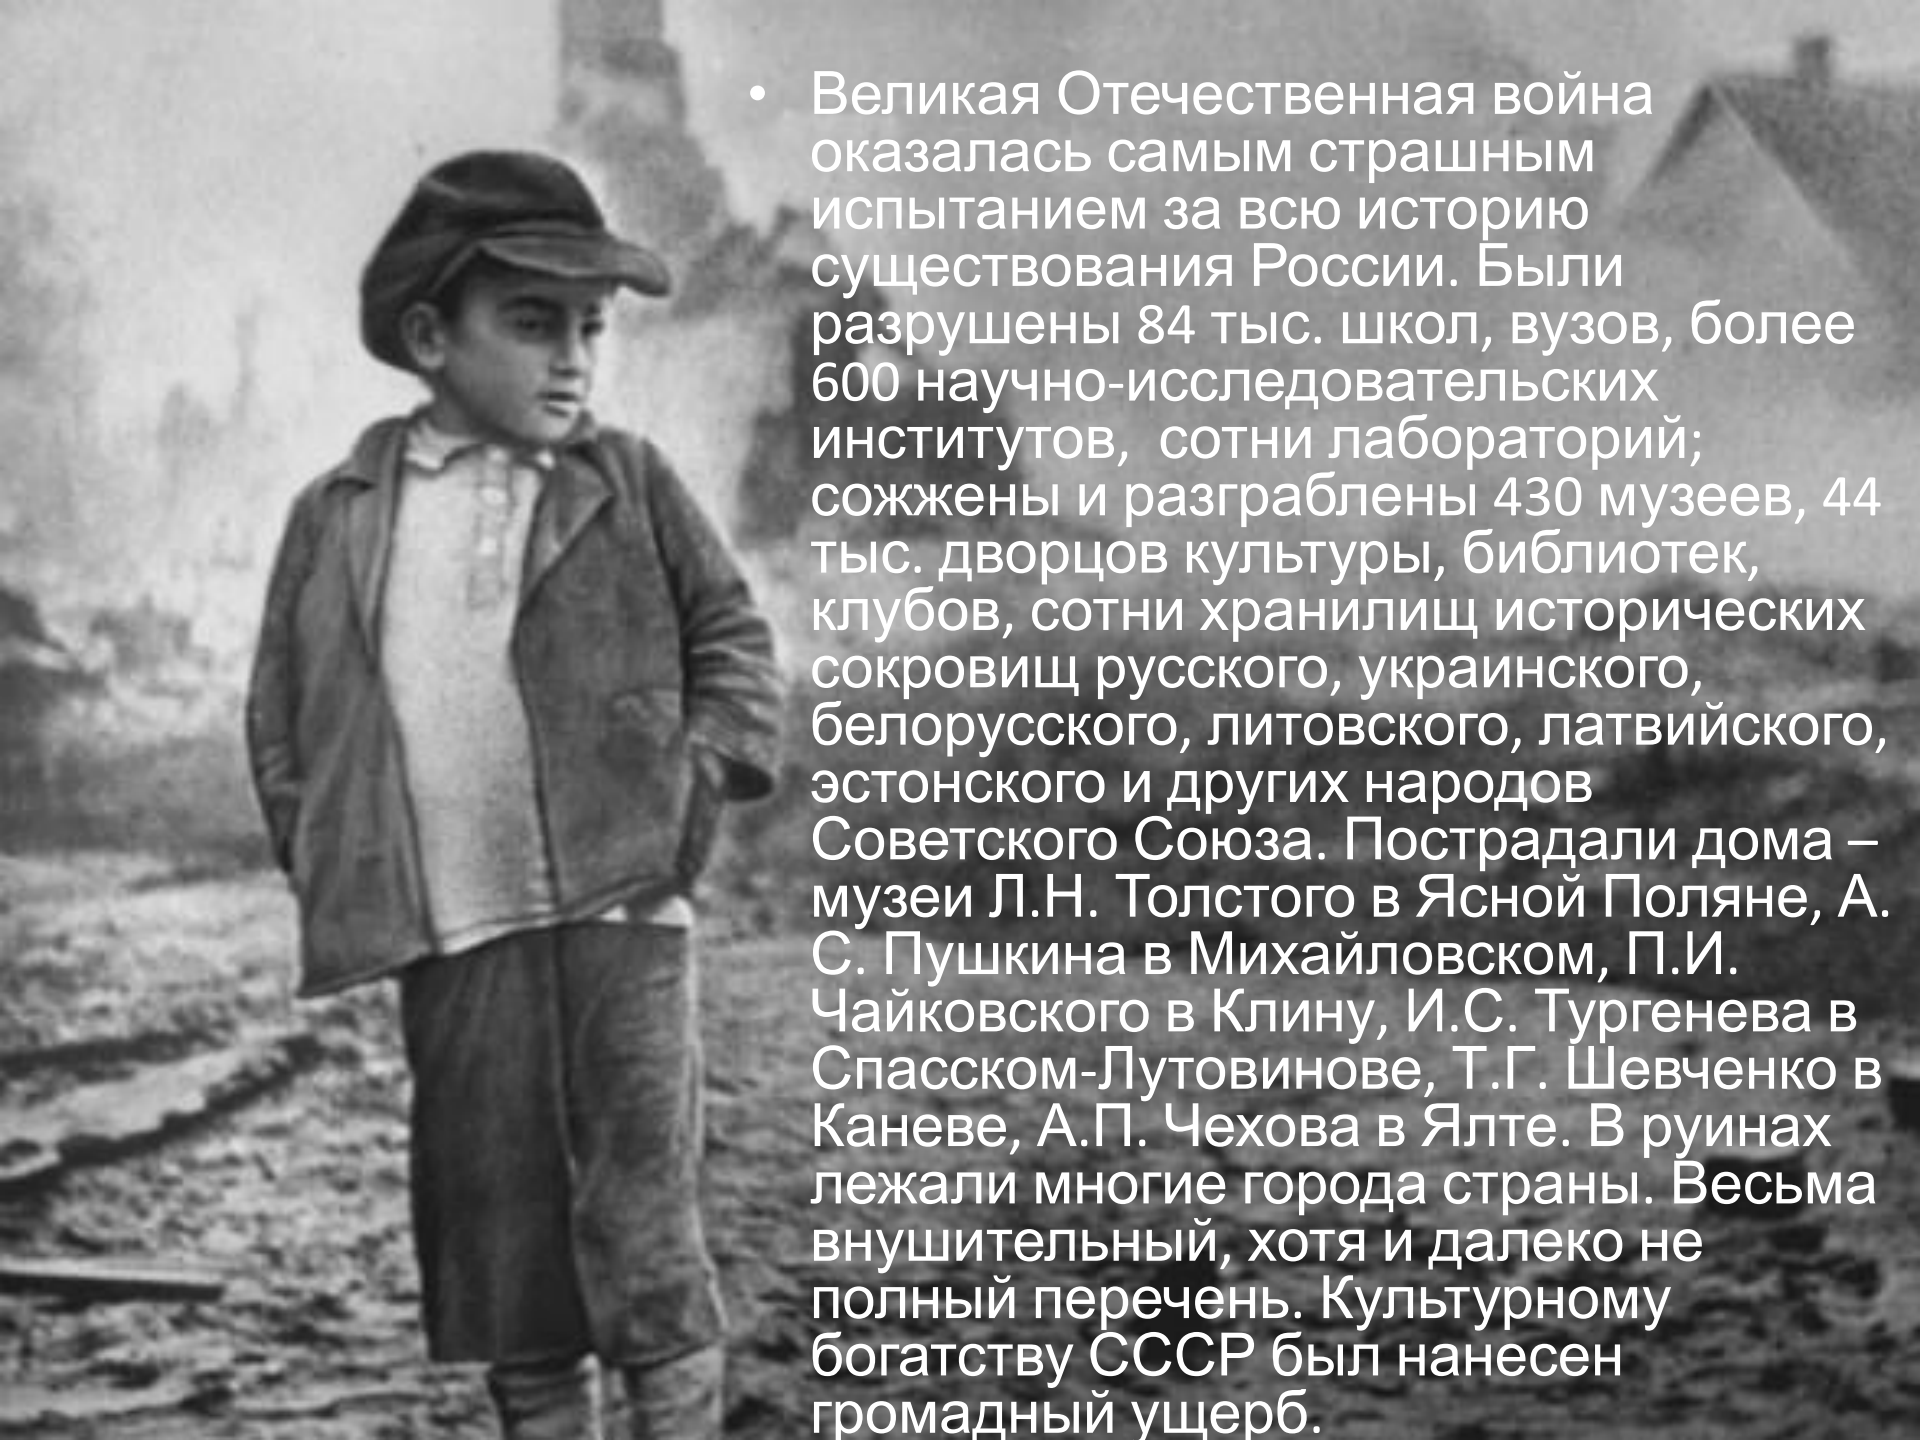 • Великая Отечественная война
оказалась самым страшным
испытанием за всю историю
существования России. Были
разрушены 84 тыс. школ, вузов, более
600 научно-исследовательских
институтов,  сотни лабораторий;
сожжены и разграблены 430 музеев, 44
тыс. дворцов культуры, библиотек,
клубов, сотни хранилищ исторических
сокровищ русского, украинского,
белорусского, литовского, латвийского,
эстонского и других народов
Советского Союза. Пострадали дома –
музеи Л.Н. Толстого в Ясной Поляне, А.
С. Пушкина в Михайловском, П.И.
Чайковского в Клину, И.С. Тургенева в
Спасском-Лутовинове, Т.Г. Шевченко в
Каневе, А.П. Чехова в Ялте. В руинах
лежали многие города страны. Весьма
внушительный, хотя и далеко не
полный перечень. Культурному
богатству СССР был нанесен
громадный ущерб.